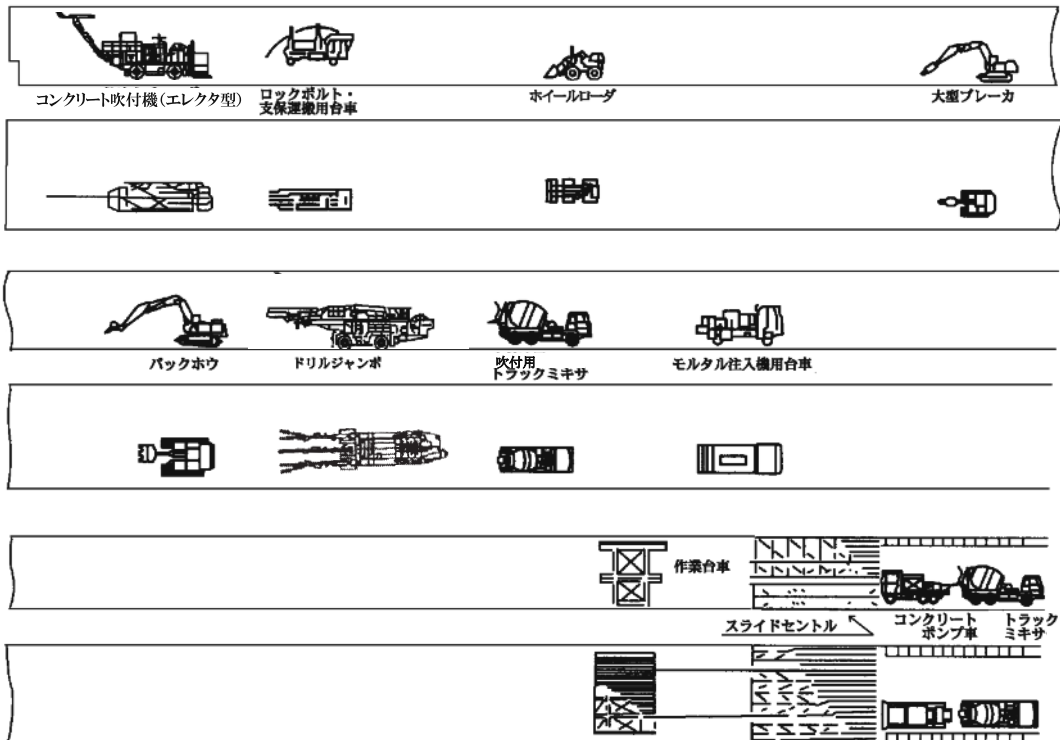 コンクリート吹付機(エレクタ型)
ロックボルト・
支保運搬用台車
ホイールローダ
大型ブレーカ
バックホウ
ドリルジャンボ
吹付用
トラックミキサ
モルタル注入機用台車
作業台車
スライドセントル
コンクリート
ポンプ車
トラック
ミキサ